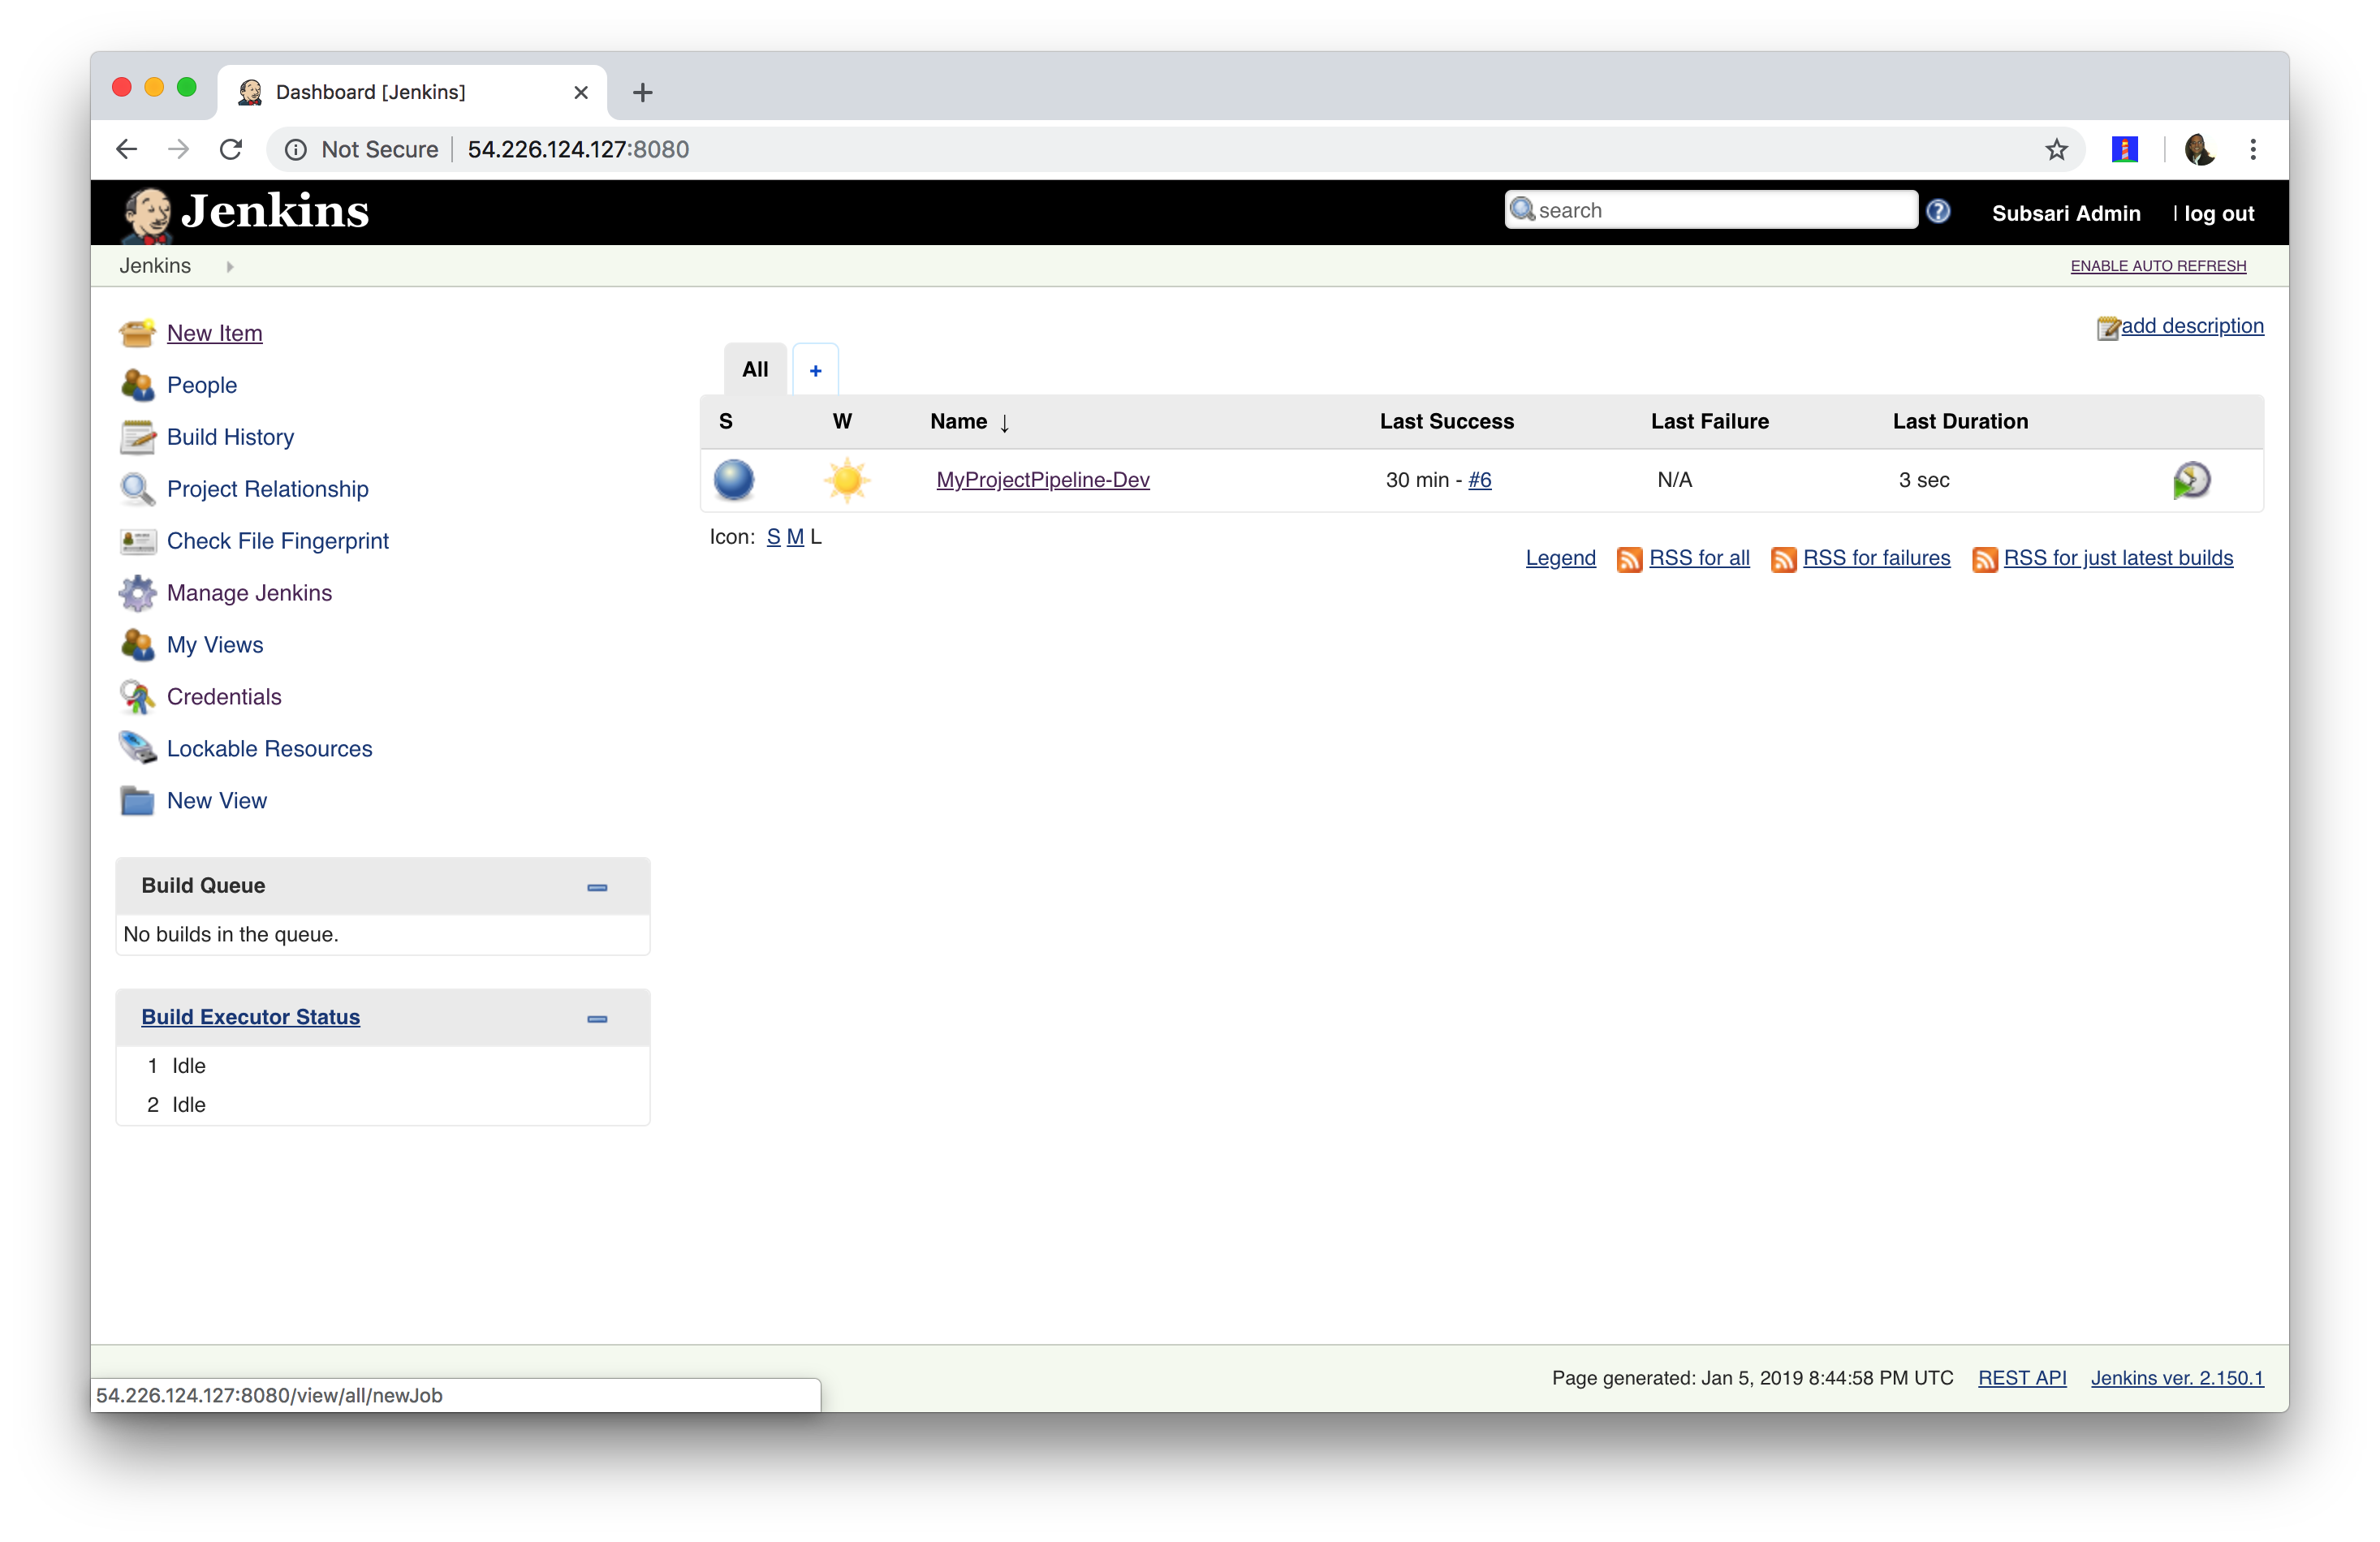 Dashboard [Jenkins]
Not Secure 54.226.124.127:8080
Jenkins
search
Subsari Admin | log out
Jenkins
ENABLE AUTO REFRESH
New Item
People
Build History
Project Relationship
Check File Fingerprint
Manage Jenkins
My Views
Credentials
Lockable Resources
New View
Build Queue
No builds in the queue.
Build Executor Status
1 Idle
2 Idle
add description
All +
S W Name ↓ Last Success Last Failure Last Duration
MyProjectPipeline-Dev 30 min - #6 N/A 3 sec
Icon: S M L
Legend RSS for all RSS for failures RSS for just latest builds
Page generated: Jan 5, 2019 8:44:58 PM UTC REST API Jenkins ver. 2.150.1
54.226.124.127:8080/view/all/newJob